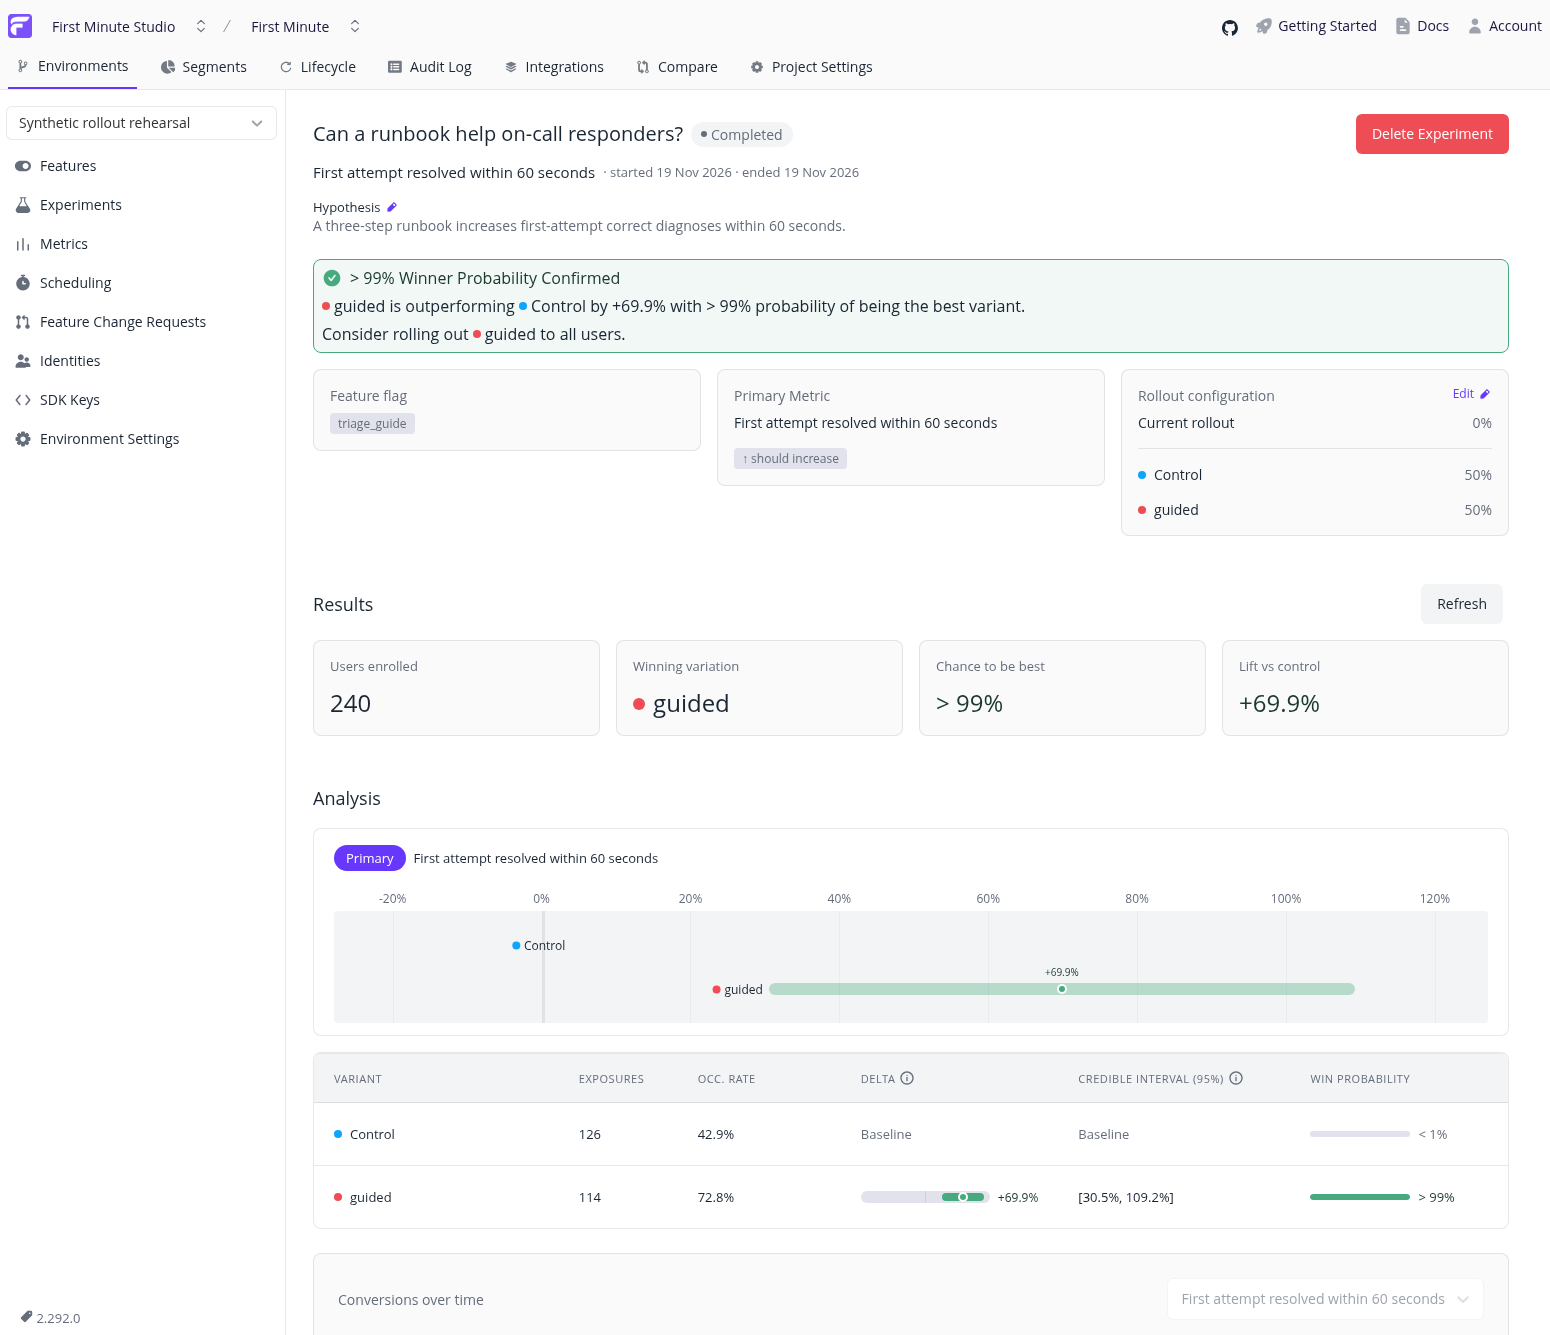 First Minute Studio / First Minute
Getting Started Docs Account
Environments Segments Lifecycle Audit Log Integrations Compare Project Settings
Synthetic rollout rehearsal
Features
Experiments
Metrics
Scheduling
Feature Change Requests
Identities
SDK Keys
Environment Settings
2.292.0
Can a runbook help on-call responders? Completed
Delete Experiment
First attempt resolved within 60 seconds · started 19 Nov 2026 · ended 19 Nov 2026
Hypothesis
A three-step runbook increases first-attempt correct diagnoses within 60 seconds.
> 99% Winner Probability Confirmed
guided is outperforming Control by +69.9% with > 99% probability of being the best variant.
Consider rolling out guided to all users.
Feature flag
triage_guide
Primary Metric
First attempt resolved within 60 seconds
↑ should increase
Rollout configuration Edit
Current rollout 0%
Control 50%
guided 50%
Results
Refresh
Users enrolled
240
Winning variation
guided
Chance to be best
> 99%
Lift vs control
+69.9%
Analysis
Primary First attempt resolved within 60 seconds
-20% 0% 20% 40% 60% 80% 100% 120%
Control
+69.9%
guided
VARIANT EXPOSURES OCC. RATE DELTA CREDIBLE INTERVAL (95%) WIN PROBABILITY
Control 126 42.9% Baseline Baseline < 1%
guided 114 72.8% +69.9% [30.5%, 109.2%] > 99%
Conversions over time
First attempt resolved within 60 seconds